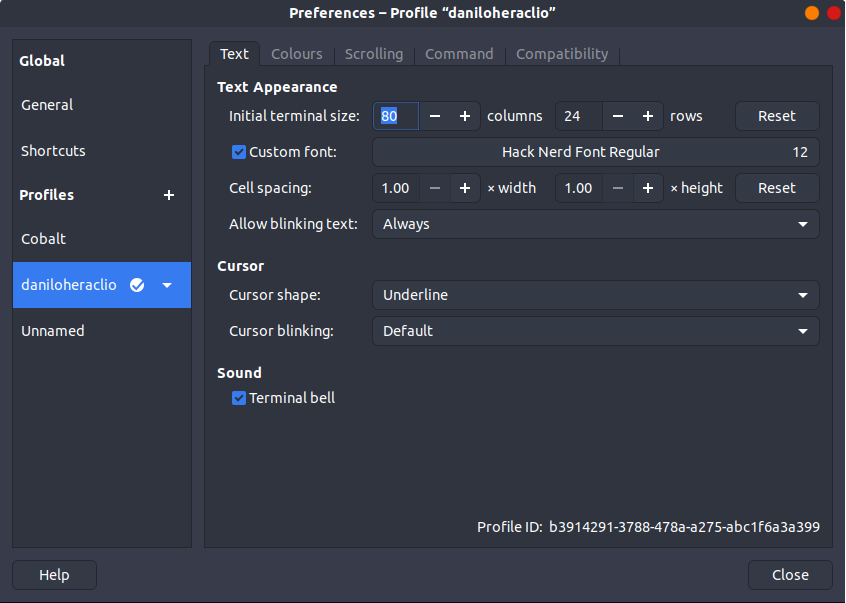 Preferences – Profile “daniloheraclio”
Global
General
Shortcuts
Profiles
Cobalt
daniloheraclio
Unnamed
Text Colours Scrolling Command Compatibility
Text Appearance
Initial terminal size: 80 − + columns 24 − + rows Reset
Custom font: Hack Nerd Font Regular 12
Cell spacing: 1.00 − + × width 1.00 − + × height Reset
Allow blinking text: Always
Cursor
Cursor shape: Underline
Cursor blinking: Default
Sound
Terminal bell
Profile ID: b3914291-3788-478a-a275-abc1f6a3a399
Help Close